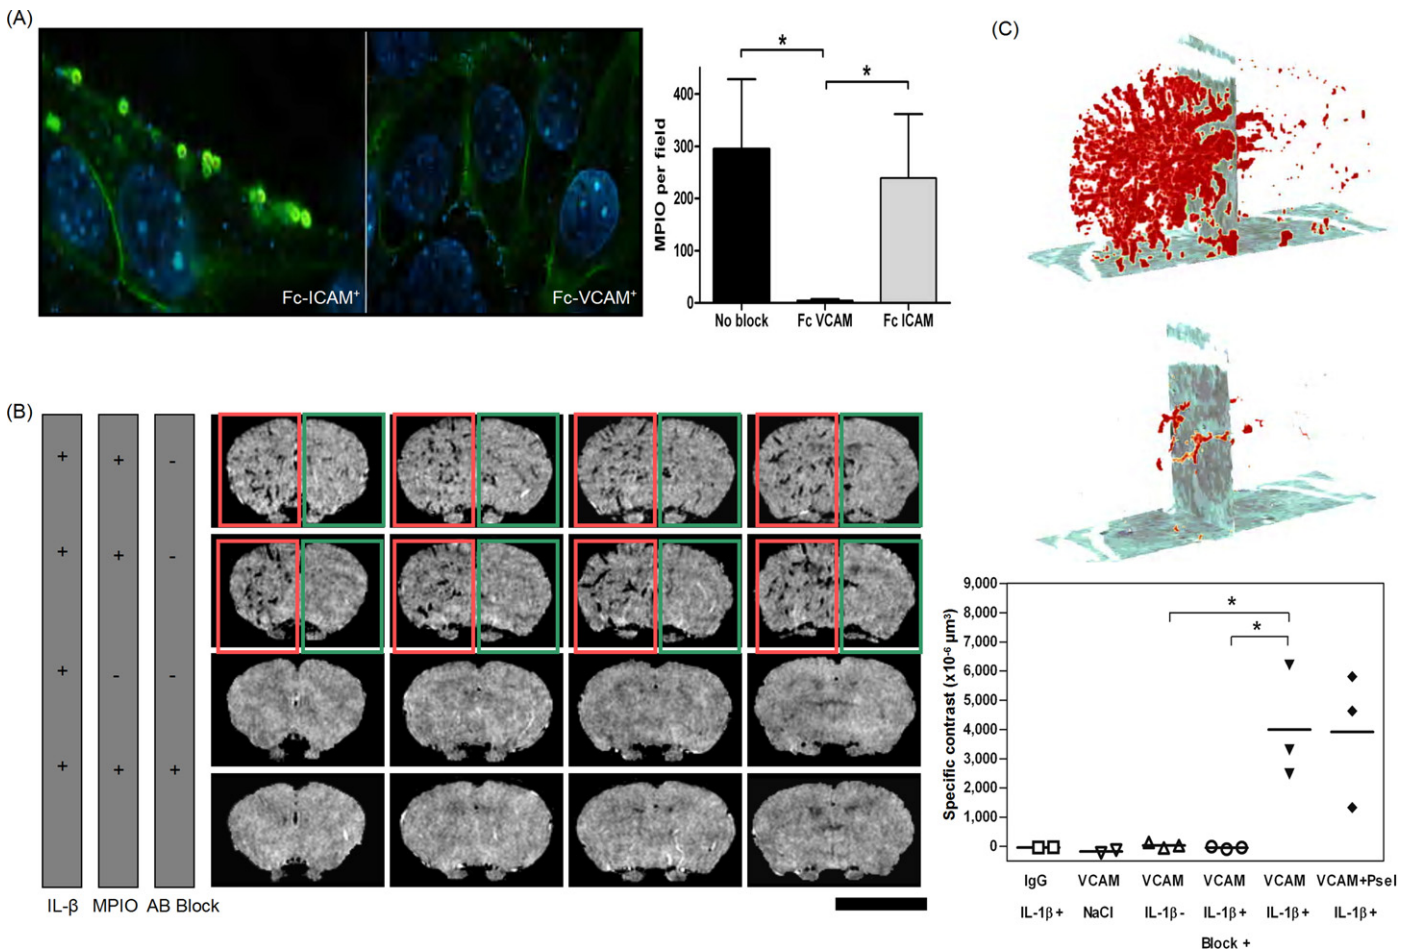 (A)
Fc-ICAM⁺
Fc-VCAM⁺
*
*
MPIO per field
400
300
200
100
0
No block Fc VCAM Fc ICAM
(B)
+ + -
+ + -
+ - -
+ + +
IL-β MPIO AB Block
(C)
Specific contrast (x10⁻⁶ µm³)
9,000
8,000
7,000
6,000
5,000
4,000
3,000
2,000
1,000
0
*
*
IgG VCAM VCAM VCAM VCAM VCAM+Psel
IL-1β+ NaCl IL-1β- IL-1β+ IL-1β+ IL-1β+
Block +